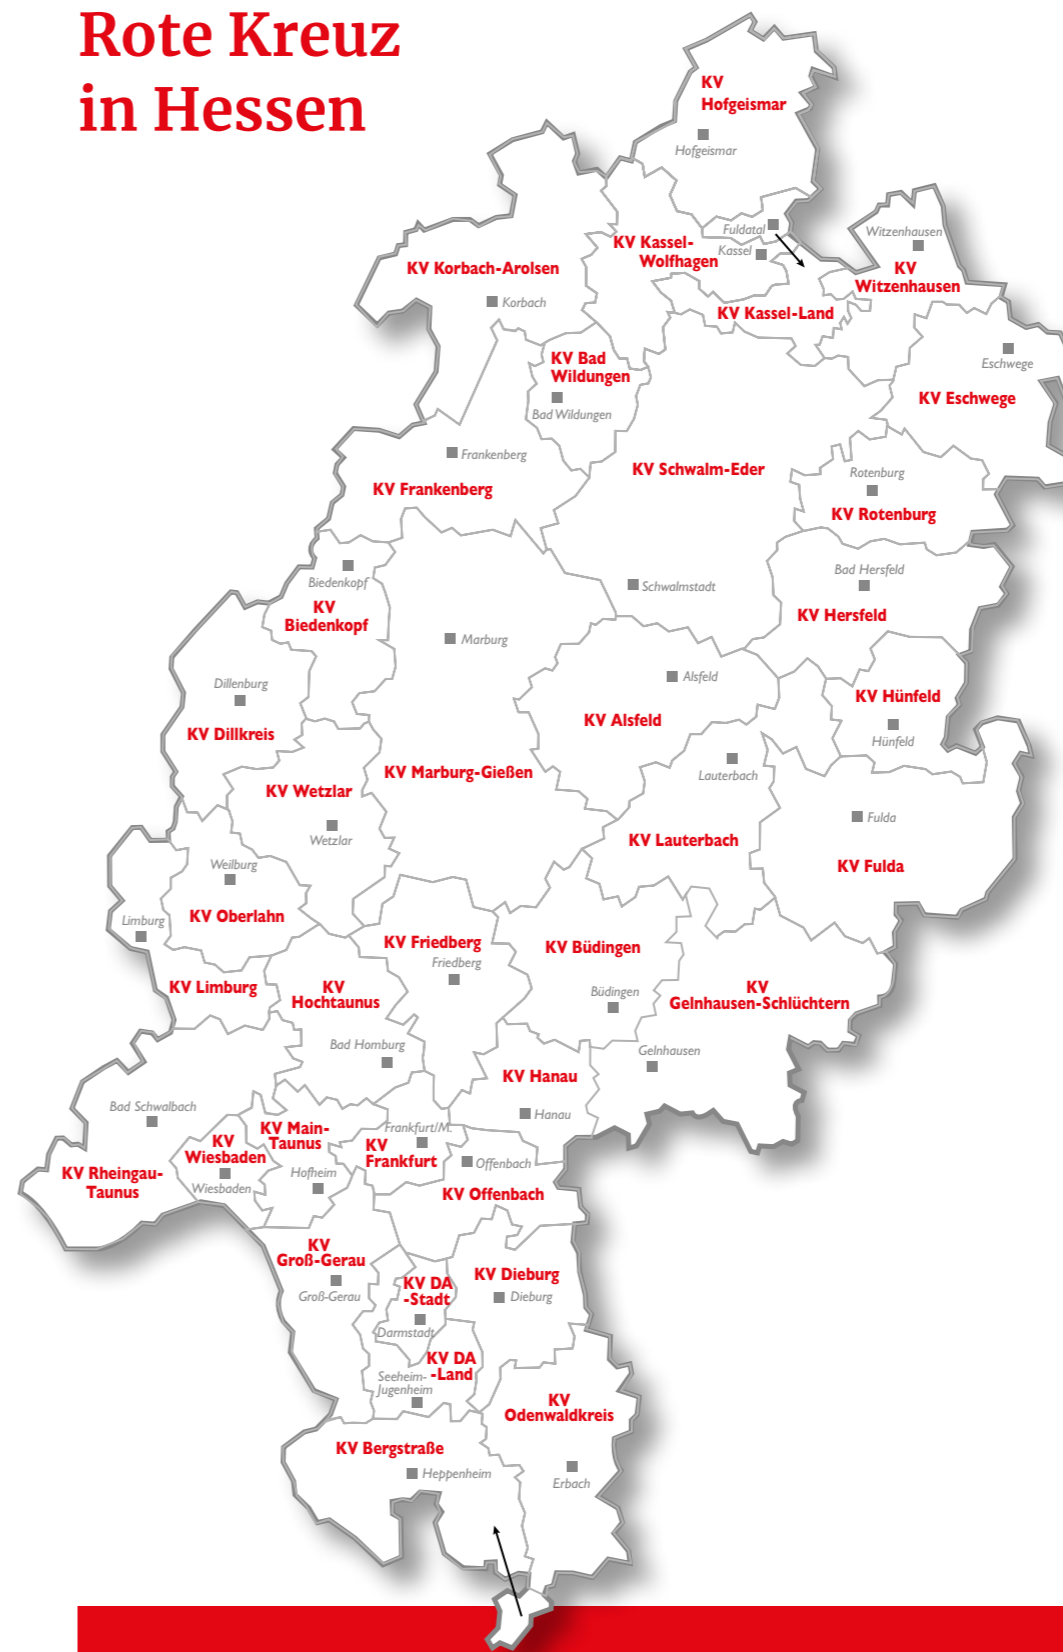 Rote Kreuz
in Hessen
KV
Hofgeismar
Hofgeismar
Fuldatal
Kassel
KV Kassel-
Wolfhagen
Witzenhausen
KV
Witzenhausen
KV Korbach-Arolsen
Korbach
KV Kassel-Land
KV Bad
Wildungen
Bad Wildungen
Eschwege
KV Eschwege
Frankenberg
KV Frankenberg
KV Schwalm-Eder
Schwalmstadt
Rotenburg
KV Rotenburg
Bad Hersfeld
KV Hersfeld
Biedenkopf
KV
Biedenkopf
Marburg
KV Marburg-Gießen
Alsfeld
KV Alsfeld
KV Hünfeld
Hünfeld
Dillenburg
KV Dillkreis
KV Wetzlar
Wetzlar
Lauterbach
KV Lauterbach
Fulda
KV Fulda
Weilburg
KV Oberlahn
Limburg
KV Limburg
KV
Hochtaunus
Bad Homburg
KV Friedberg
Friedberg
KV Büdingen
Büdingen
KV
Gelnhausen-Schlüchtern
Gelnhausen
KV Hanau
Hanau
Bad Schwalbach
KV Rheingau-
Taunus
KV
Wiesbaden
Wiesbaden
KV Main-
Taunus
Hofheim
Frankfurt/M.
KV
Frankfurt
Offenbach
KV Offenbach
KV
Groß-Gerau
Groß-Gerau
KV DA
-Stadt
Darmstadt
KV Dieburg
Dieburg
KV DA
-Land
Seeheim-
Jugenheim
KV
Odenwaldkreis
Erbach
KV Bergstraße
Heppenheim